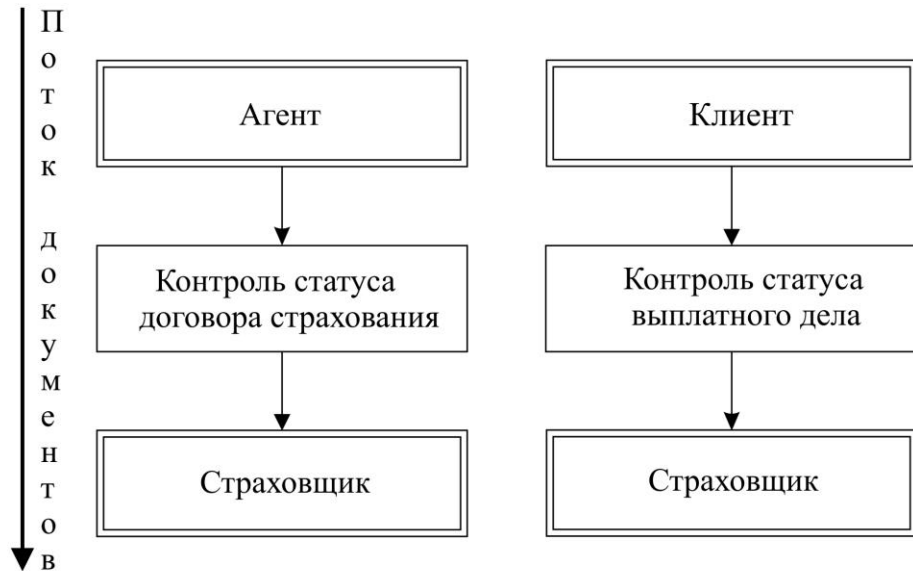 Поток документов
Агент
Клиент
Контроль статуса
договора страхования
Контроль статуса
выплатного дела
Страховщик
Страховщик